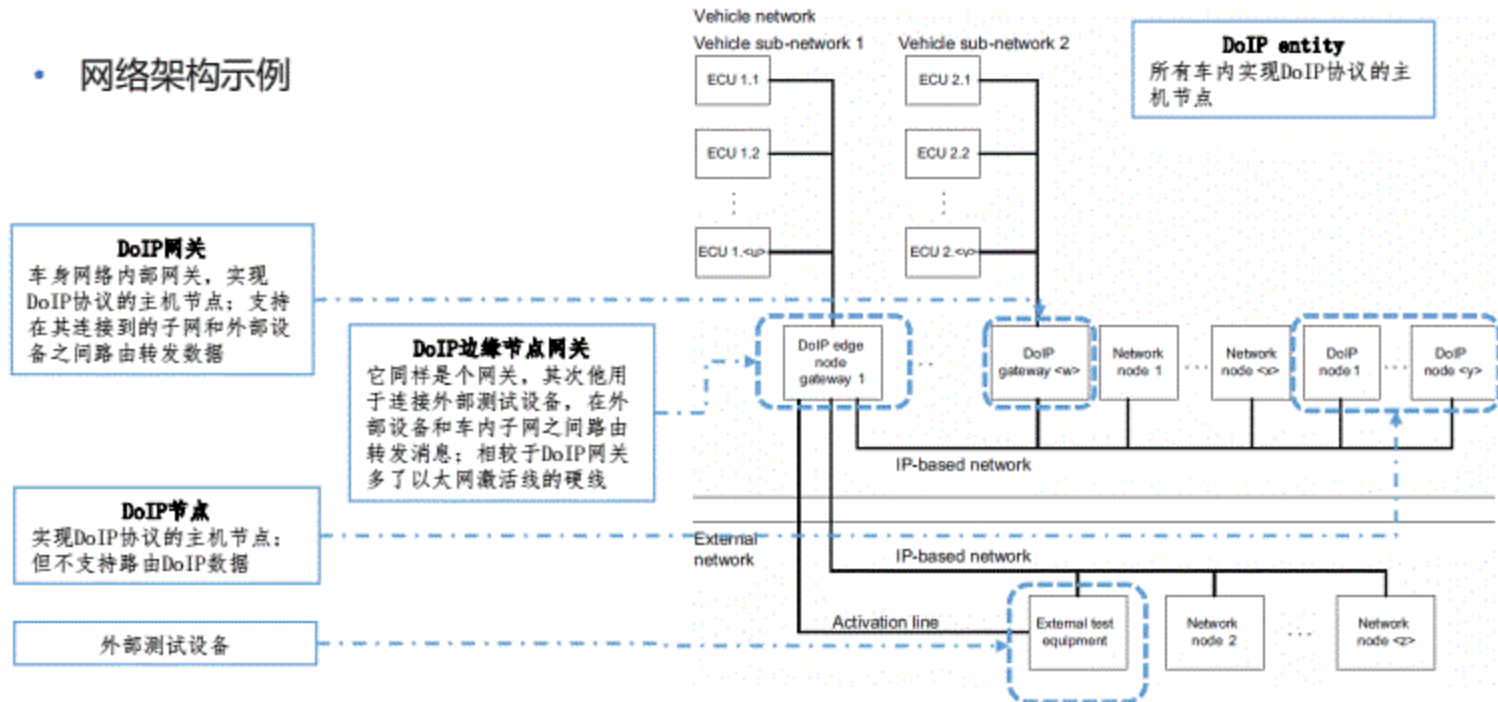 • 网络架构示例
DoIP网关
车身网络内部网关，实现
DoIP协议的主机节点；支持
在其连接到的子网和外部设
备之间路由转发数据
DoIP边缘节点网关
它同样是个网关，其次他用
于连接外部测试设备，在外
部设备和车内子网之间路由
转发消息；相较于DoIP网关
多了以太网激活线的硬线
DoIP节点
实现DoIP协议的主机节点；
但不支持路由DoIP数据
外部测试设备
Vehicle network
Vehicle sub-network 1
Vehicle sub-network 2
DoIP entity
所有车内实现DoIP协议的主
机节点
ECU 1.1
ECU 2.1
ECU 1.2
ECU 2.2
ECU 1.<u>
ECU 2.<v>
DoIP edge
node
gateway 1
DoIP
gateway <w>
Network
node 1
Network
node <x>
DoIP
node 1
DoIP
node <y>
IP-based network
External
network
IP-based network
Activation line
External test
equipment
Network
node 2
Network
node <z>